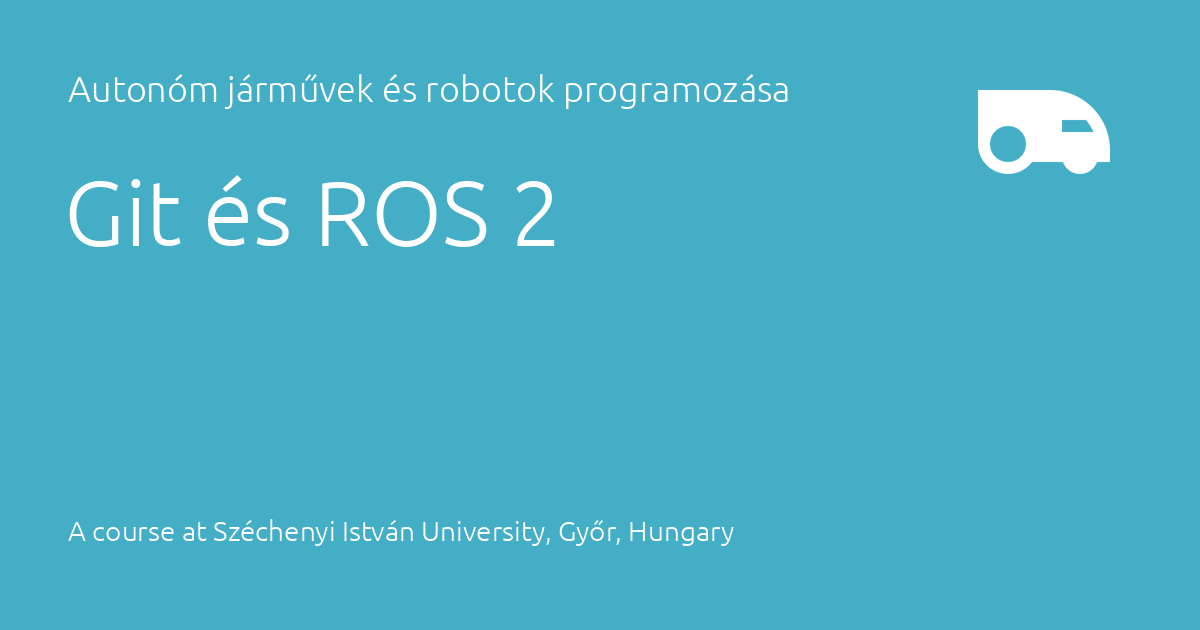 Autonóm járművek és robotok programozása
Git és ROS 2
A course at Széchenyi István University, Győr, Hungary